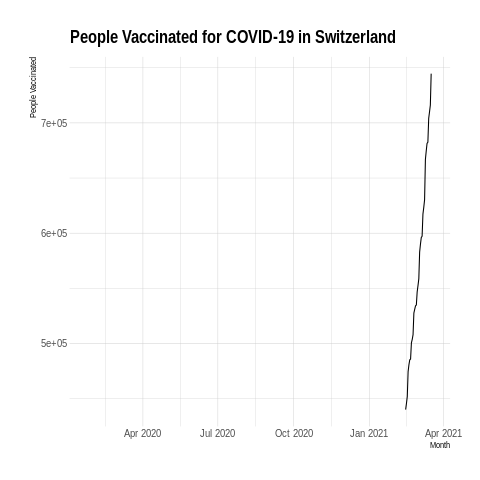 People Vaccinated for COVID-19 in Switzerland
People Vaccinated
7e+05
6e+05
5e+05
Apr 2020 Jul 2020 Oct 2020 Jan 2021 Apr 2021
Month